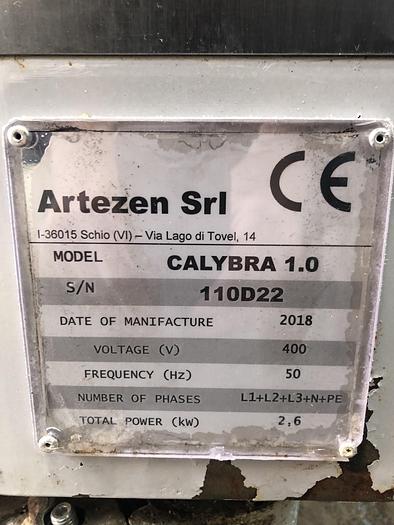 CE
Artezen Srl
I-36015 Schio (VI) – Via Lago di Tovel, 14
MODEL CALYBRA 1.0
S/N 110D22
DATE OF MANIFACTURE 2018
VOLTAGE (V) 400
FREQUENCY (Hz) 50
NUMBER OF PHASES L1+L2+L3+N+PE
TOTAL POWER (kW) 2,6